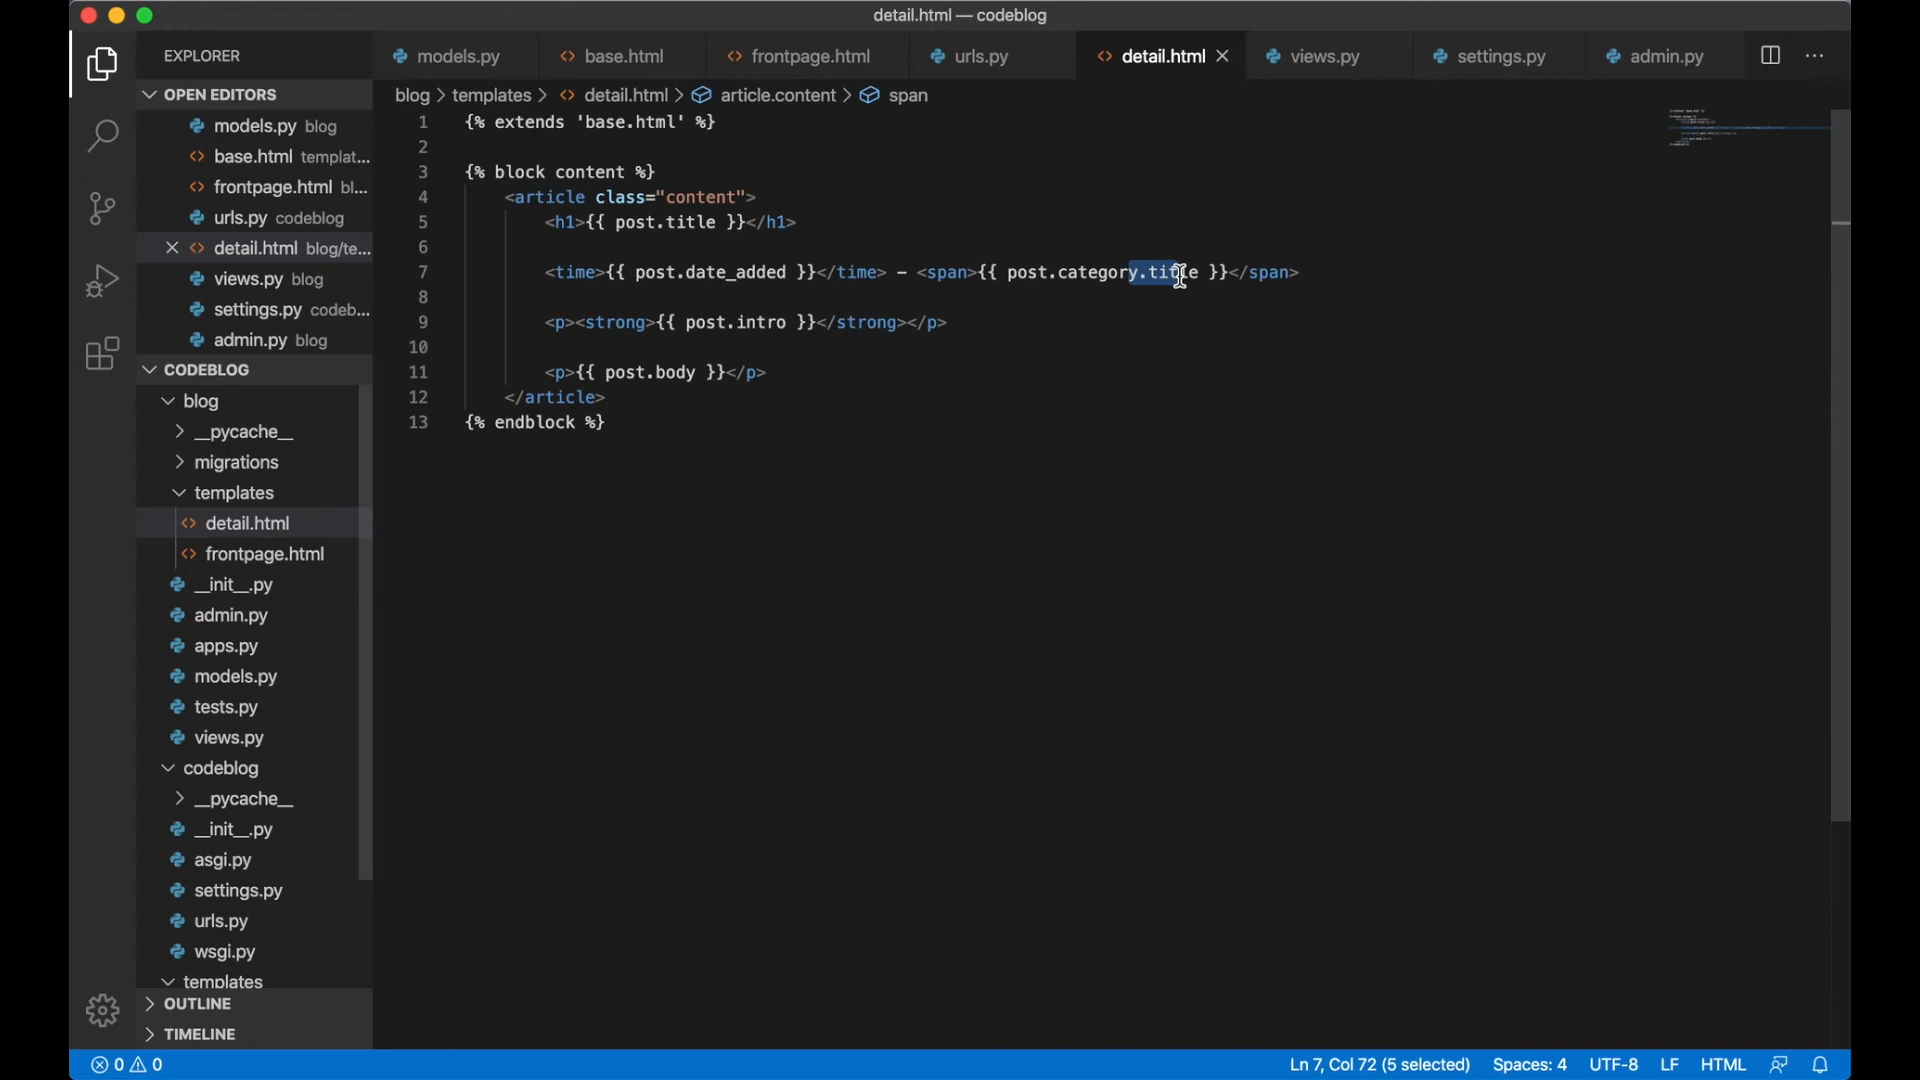 detail.html — codeblog
EXPLORER
OPEN EDITORS
models.py blog
base.html templat...
frontpage.html bl...
urls.py codeblog
detail.html blog/te...
views.py blog
settings.py codeb...
admin.py blog
CODEBLOG
blog
__pycache__
migrations
templates
detail.html
frontpage.html
__init__.py
admin.py
apps.py
models.py
tests.py
views.py
codeblog
__pycache__
__init__.py
asgi.py
settings.py
urls.py
wsgi.py
templates
OUTLINE
TIMELINE
models.py base.html frontpage.html urls.py detail.html views.py settings.py admin.py
blog > templates > detail.html > article.content > span
1 {% extends 'base.html' %}
2
3 {% block content %}
4 <article class="content">
5 <h1>{{ post.title }}</h1>
6
7 <time>{{ post.date_added }}</time> - <span>{{ post.category.title }}</span>
8
9 <p><strong>{{ post.intro }}</strong></p>
10
11 <p>{{ post.body }}</p>
12 </article>
13 {% endblock %}
0 0 Ln 7, Col 72 (5 selected) Spaces: 4 UTF-8 LF HTML